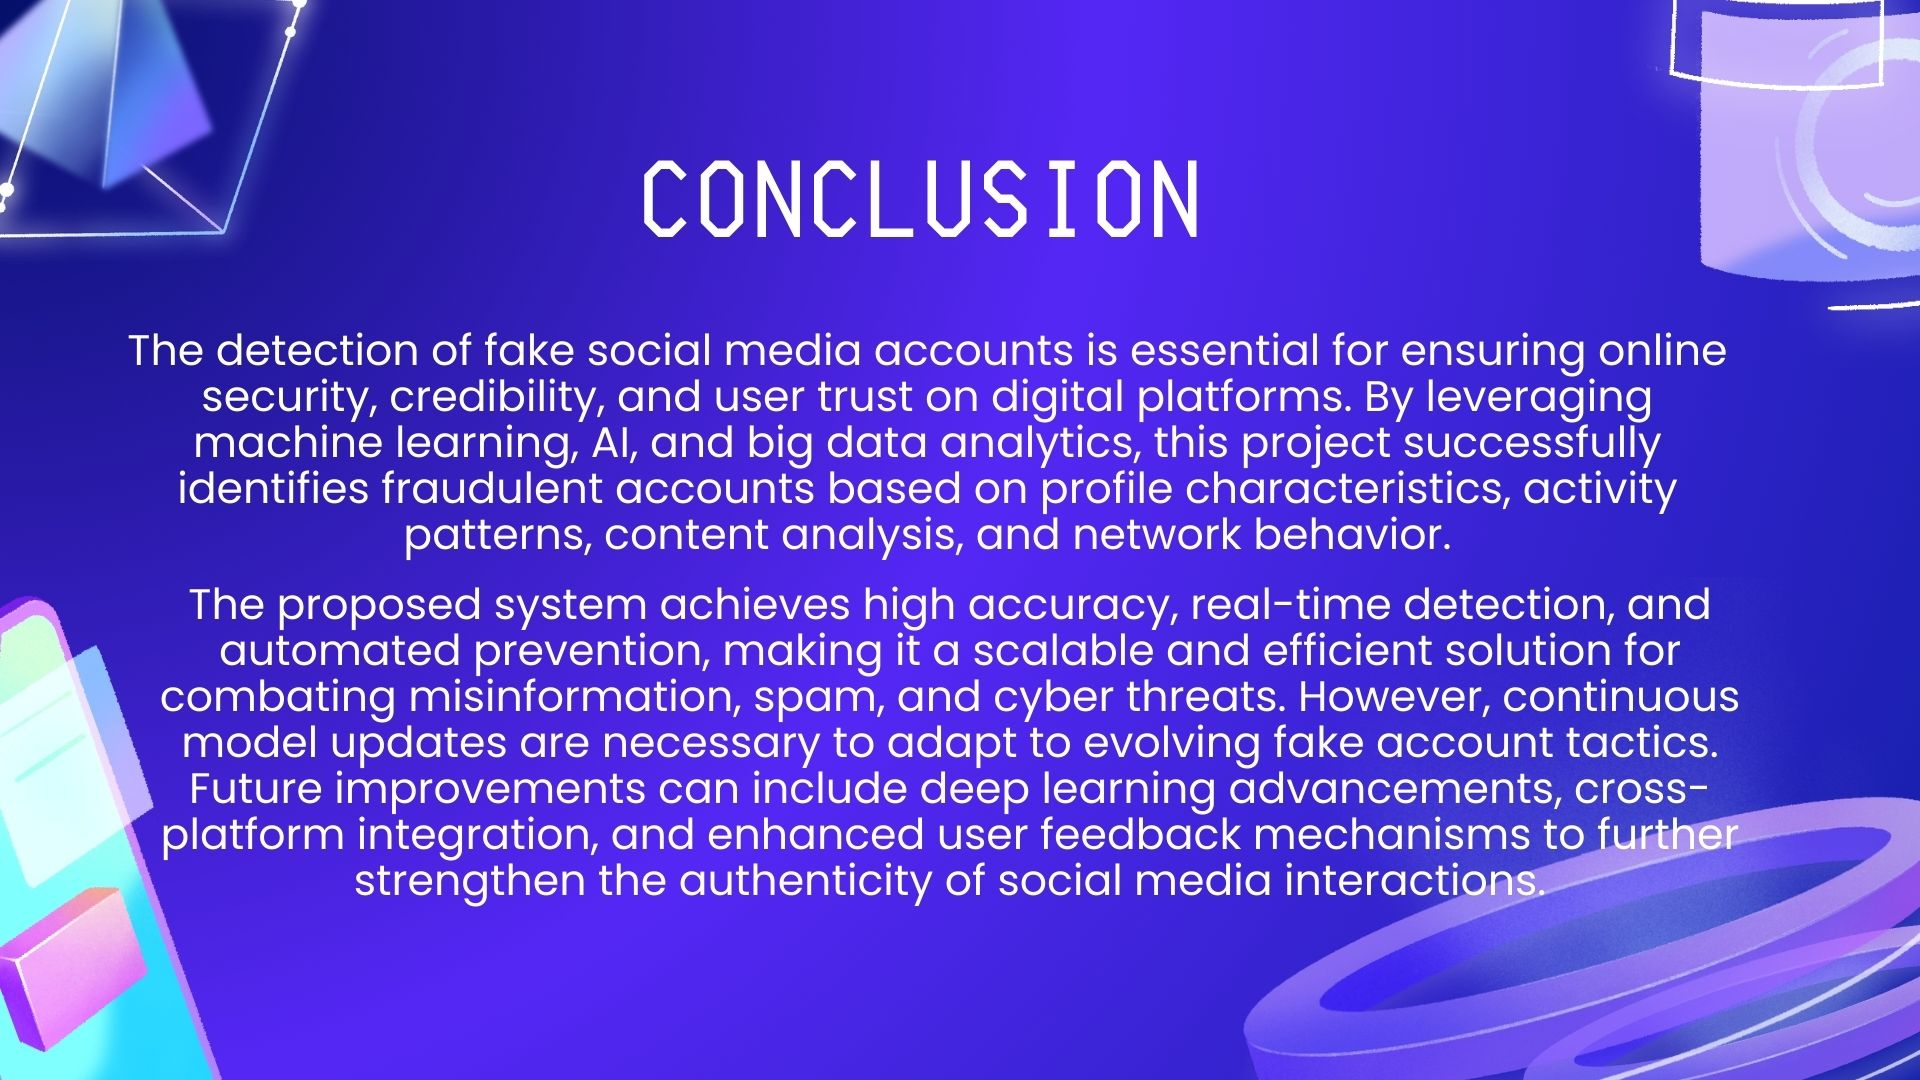 CONCLUSION
The detection of fake social media accounts is essential for ensuring online
security, credibility, and user trust on digital platforms. By leveraging
machine learning, AI, and big data analytics, this project successfully
identifies fraudulent accounts based on profile characteristics, activity
patterns, content analysis, and network behavior.
The proposed system achieves high accuracy, real-time detection, and
automated prevention, making it a scalable and efficient solution for
combating misinformation, spam, and cyber threats. However, continuous
model updates are necessary to adapt to evolving fake account tactics.
Future improvements can include deep learning advancements, cross-
platform integration, and enhanced user feedback mechanisms to further
strengthen the authenticity of social media interactions.